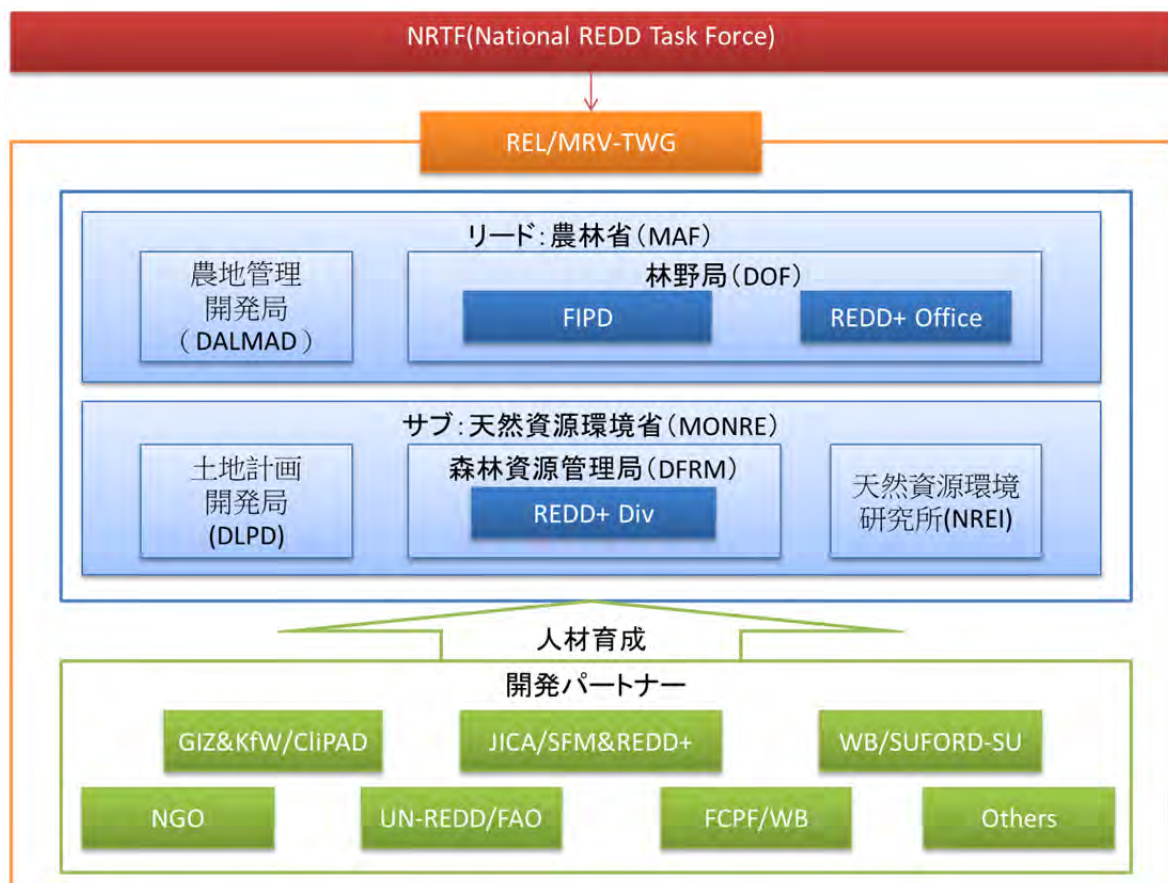 NRTF(National REDD Task Force)
REL/MRV-TWG
リード：農林省（MAF）
農地管理
開発局
（DALMAD）
林野局（DOF）
FIPD
REDD+ Office
サブ：天然資源環境省（MONRE）
土地計画
開発局
(DLPD)
森林資源管理局（DFRM）
REDD+ Div
天然資源環境
研究所(NREI)
人材育成
開発パートナー
GIZ&KfW/CliPAD
JICA/SFM&REDD+
WB/SUFORD-SU
NGO
UN-REDD/FAO
FCPF/WB
Others